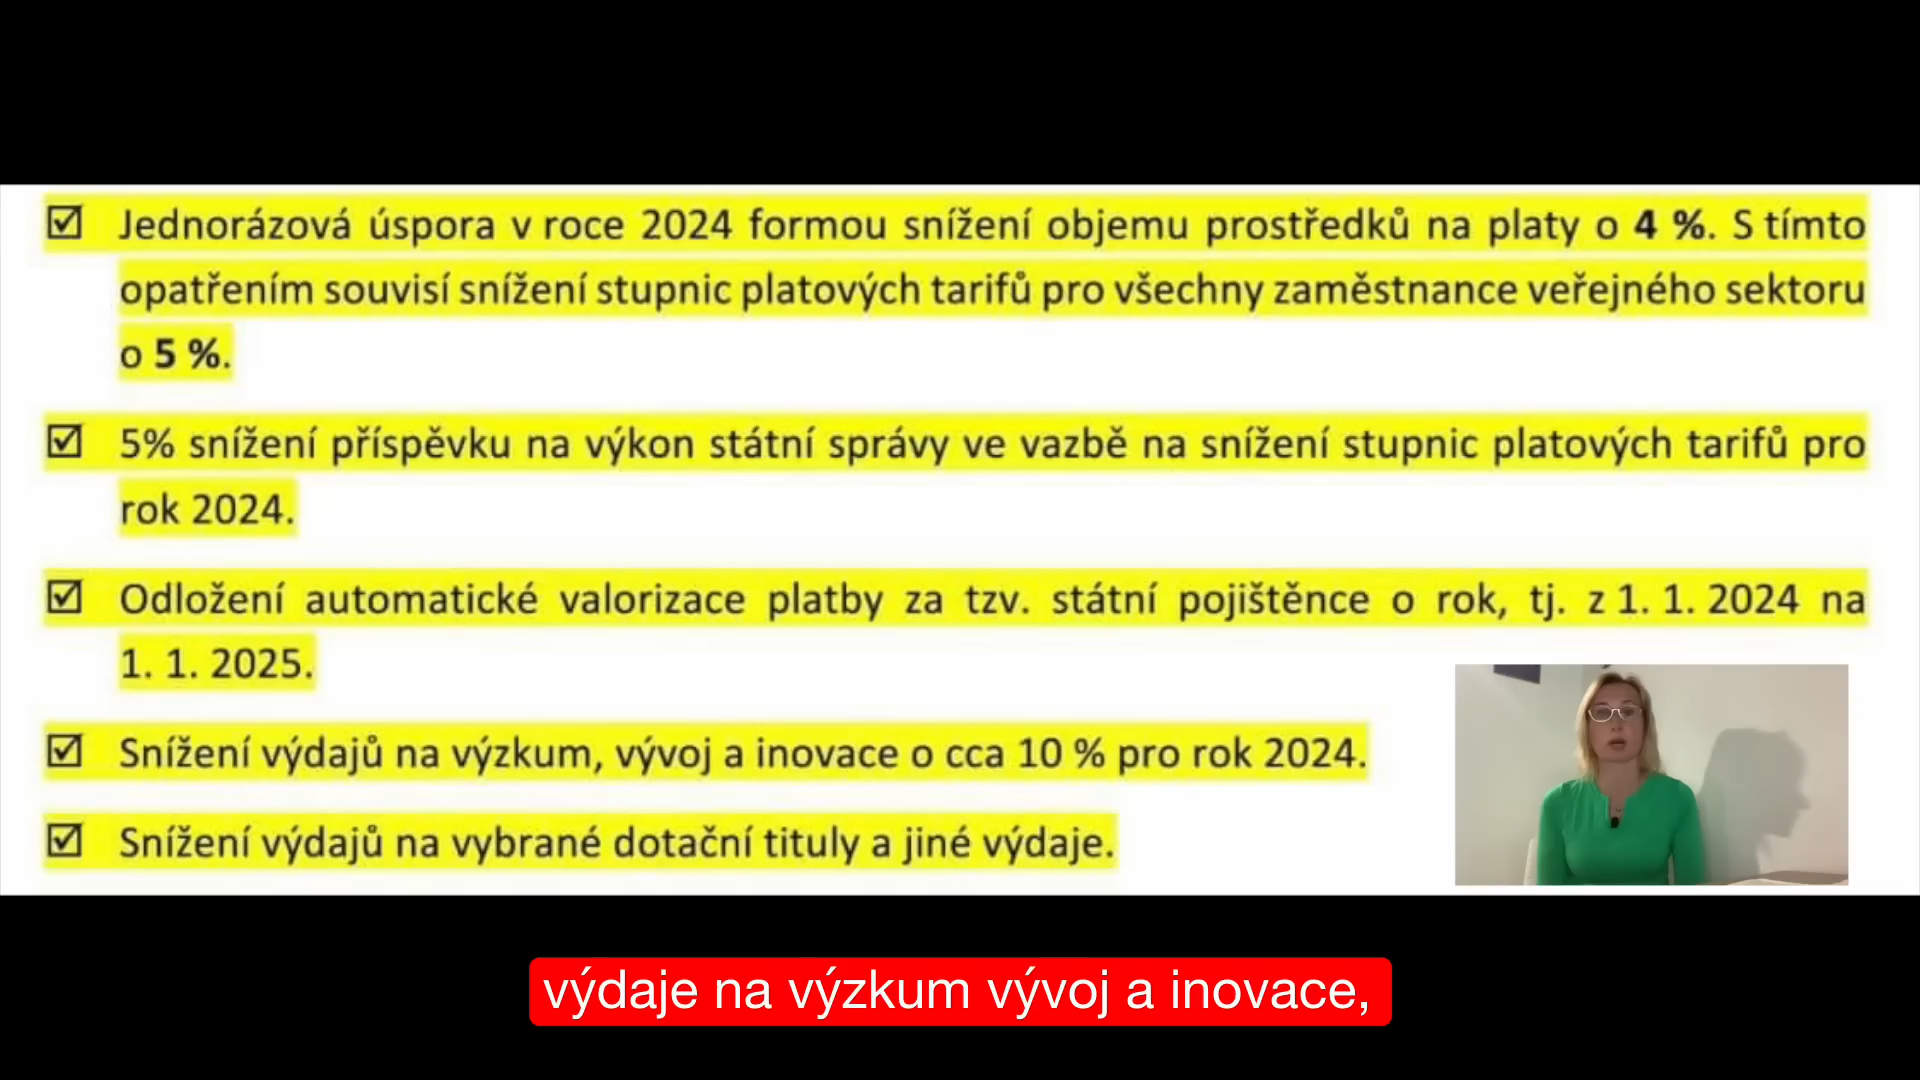 ☑ Jednorázová úspora v roce 2024 formou snížení objemu prostředků na platy o 4 %. S tímto
opatřením souvisí snížení stupnic platových tarifů pro všechny zaměstnance veřejného sektoru
o 5 %.
☑ 5% snížení příspěvku na výkon státní správy ve vazbě na snížení stupnic platových tarifů pro
rok 2024.
☑ Odložení automatické valorizace platby za tzv. státní pojištěnce o rok, tj. z 1. 1. 2024 na
1. 1. 2025.
☑ Snížení výdajů na výzkum, vývoj a inovace o cca 10 % pro rok 2024.
☑ Snížení výdajů na vybrané dotační tituly a jiné výdaje.
výdaje na výzkum vývoj a inovace,